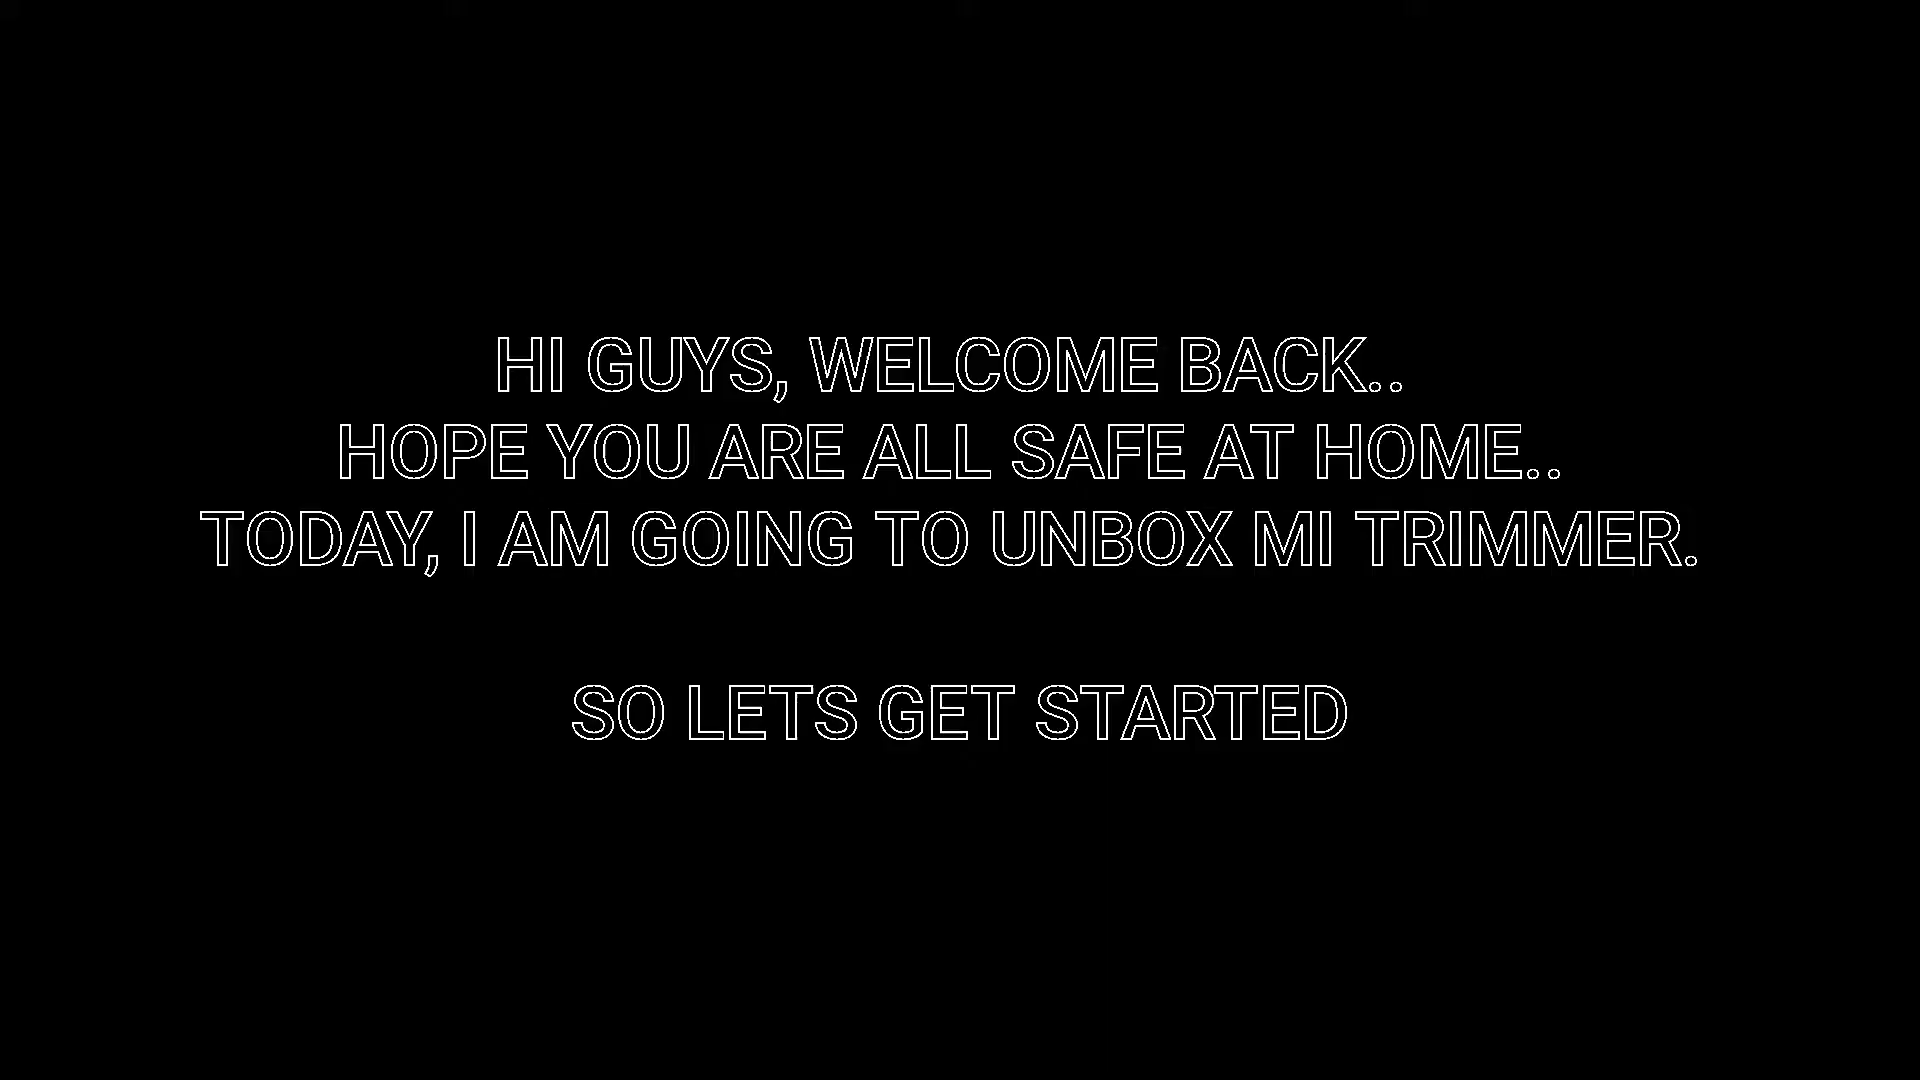 HI GUYS, WELCOME BACK..
HOPE YOU ARE ALL SAFE AT HOME..
TODAY, I AM GOING TO UNBOX MI TRIMMER.
SO LETS GET STARTED